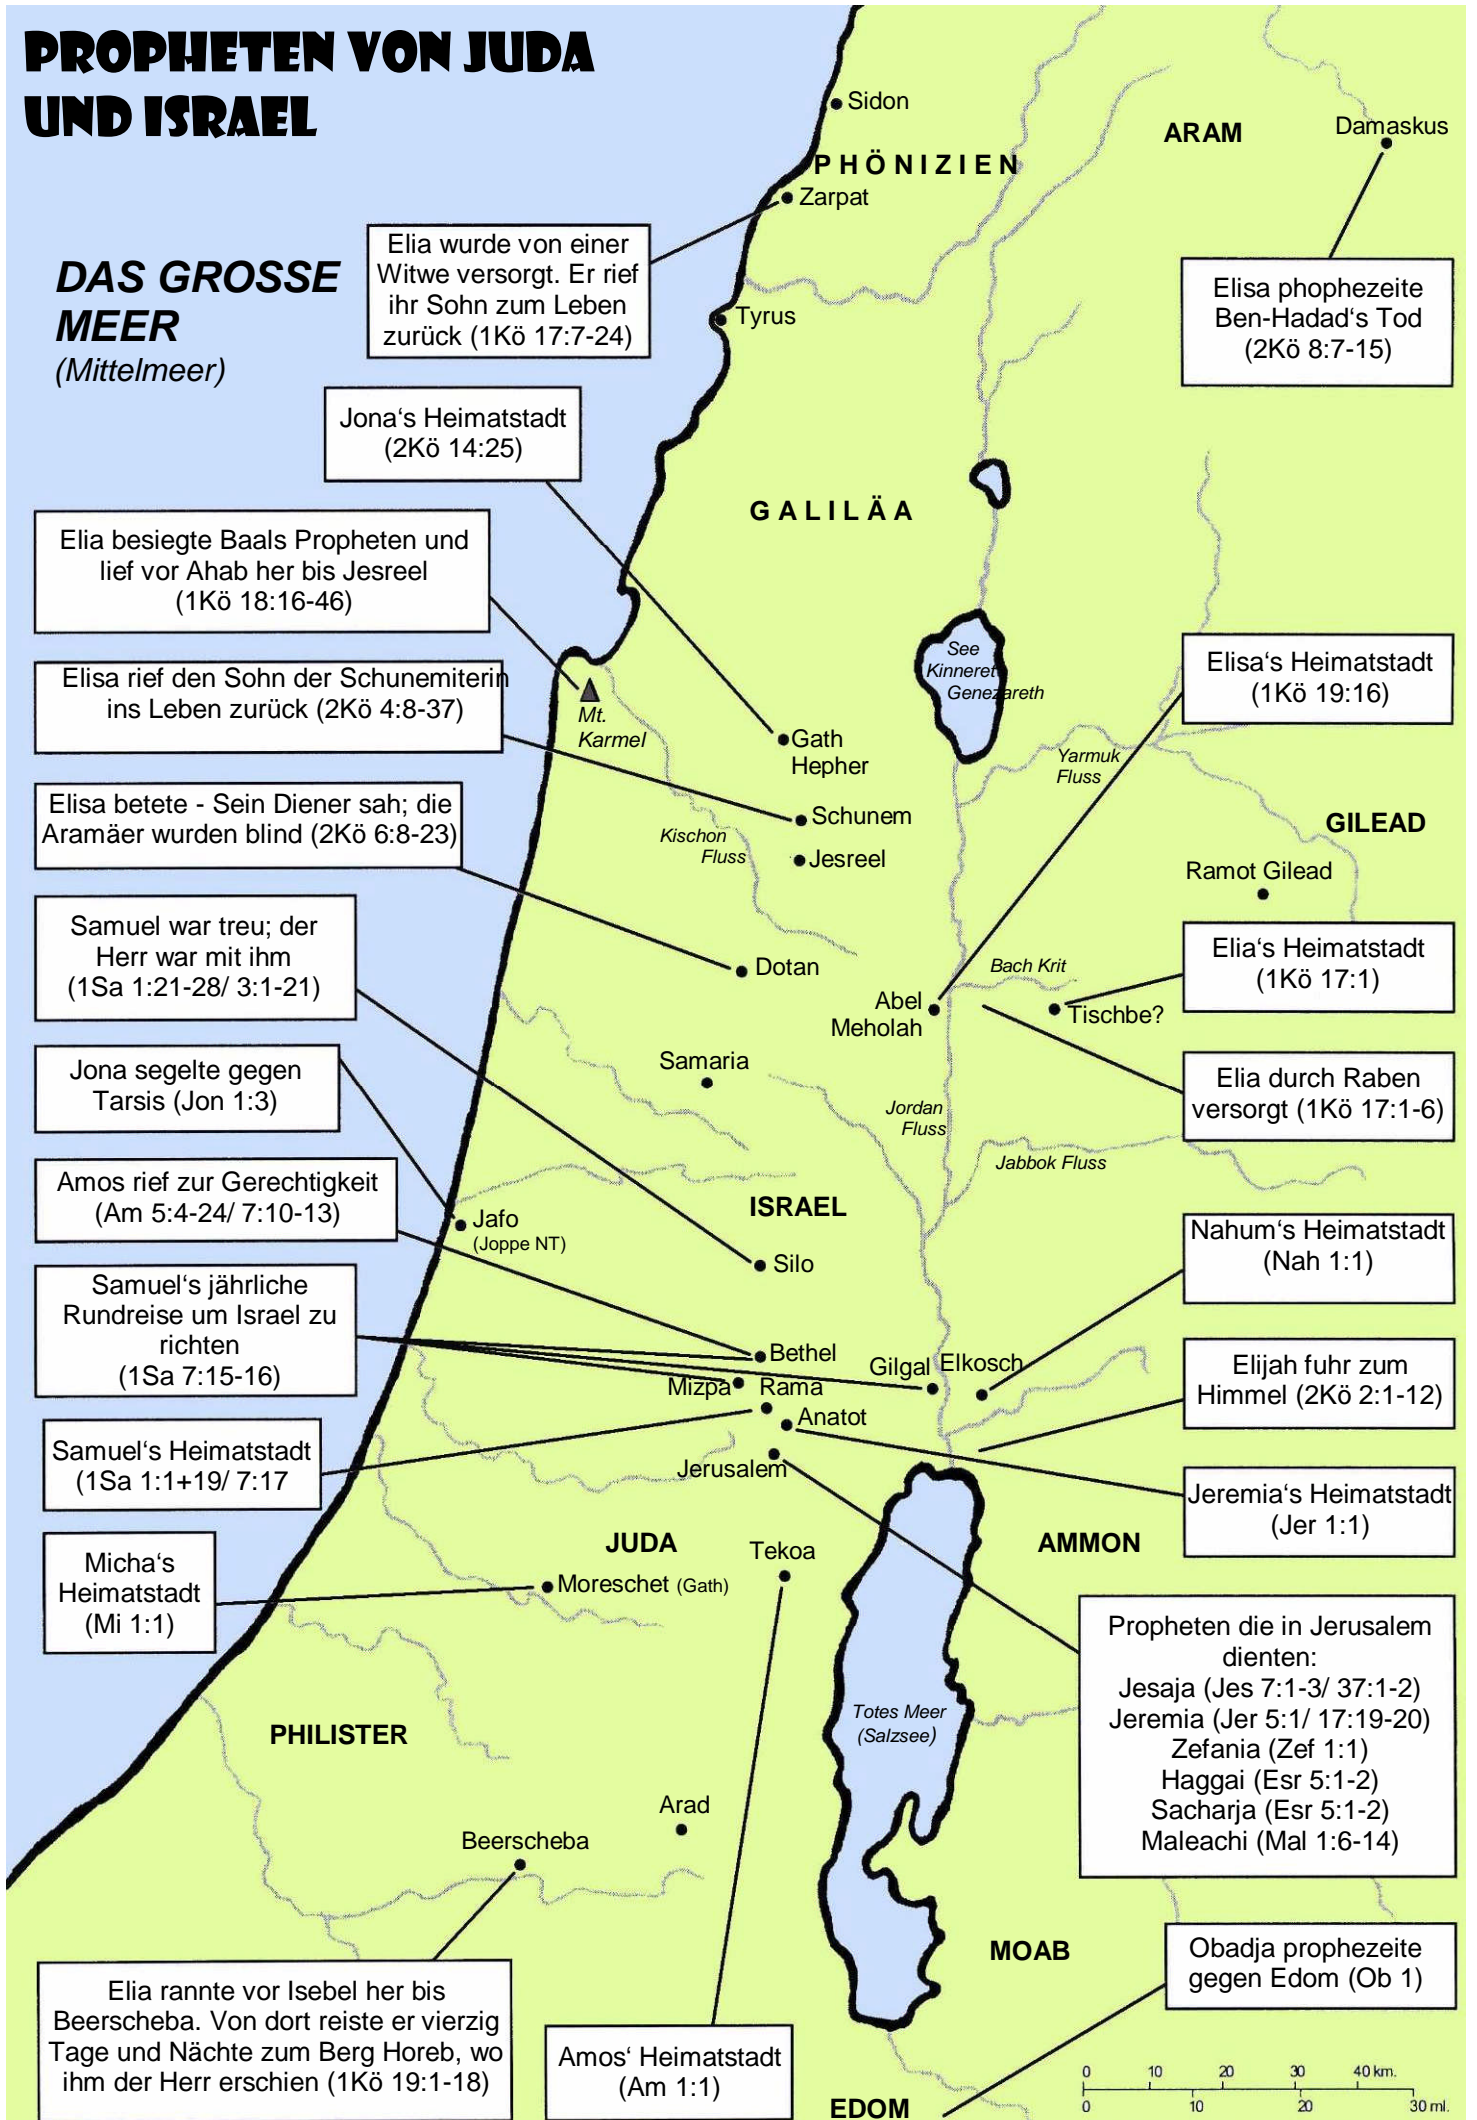 PROPHETEN VON JUDA
UND ISRAEL
Sidon
ARAM
Damaskus
PHÖNIZIEN
Zarpat
Elia wurde von einer
Witwe versorgt. Er rief
ihr Sohn zum Leben
zurück (1Kö 17:7-24)
DAS GROSSE
MEER
(Mittelmeer)
Tyrus
Elisa phophezeite
Ben-Hadad‘s Tod
(2Kö 8:7-15)
Jona‘s Heimatstadt
(2Kö 14:25)
GALILÄA
Elia besiegte Baals Propheten und
lief vor Ahab her bis Jesreel
(1Kö 18:16-46)
See
Kinneret
Genezareth
Elisa‘s Heimatstadt
(1Kö 19:16)
Elisa rief den Sohn der Schunemiterin
ins Leben zurück (2Kö 4:8-37)
Mt.
Karmel
Gath
Hepher
Yarmuk
Fluss
Elisa betete - Sein Diener sah; die
Aramäer wurden blind (2Kö 6:8-23)
Schunem
GILEAD
Kischon
Fluss
Jesreel
Ramot Gilead
Samuel war treu; der
Herr war mit ihm
(1Sa 1:21-28/ 3:1-21)
Dotan
Bach Krit
Elia‘s Heimatstadt
(1Kö 17:1)
Abel
Meholah
Tischbe?
Jona segelte gegen
Tarsis (Jon 1:3)
Samaria
Elia durch Raben
versorgt (1Kö 17:1-6)
Jordan
Fluss
Jabbok Fluss
Amos rief zur Gerechtigkeit
(Am 5:4-24/ 7:10-13)
ISRAEL
Jafo
(Joppe NT)
Nahum‘s Heimatstadt
(Nah 1:1)
Silo
Samuel‘s jährliche
Rundreise um Israel zu
richten
(1Sa 7:15-16)
Bethel
Gilgal
Elkosch
Mizpa
Rama
Elijah fuhr zum
Himmel (2Kö 2:1-12)
Anatot
Samuel‘s Heimatstadt
(1Sa 1:1+19/ 7:17
Jerusalem
Jeremia‘s Heimatstadt
(Jer 1:1)
Micha‘s
Heimatstadt
(Mi 1:1)
JUDA
Tekoa
AMMON
Moreschet (Gath)
Propheten die in Jerusalem
dienten:
Jesaja (Jes 7:1-3/ 37:1-2)
Jeremia (Jer 5:1/ 17:19-20)
Zefania (Zef 1:1)
Haggai (Esr 5:1-2)
Sacharja (Esr 5:1-2)
Maleachi (Mal 1:6-14)
Totes Meer
(Salzsee)
PHILISTER
Arad
Beerscheba
MOAB
Obadja prophezeite
gegen Edom (Ob 1)
Elia rannte vor Isebel her bis
Beerscheba. Von dort reiste er vierzig
Tage und Nächte zum Berg Horeb, wo
ihm der Herr erschien (1Kö 19:1-18)
Amos‘ Heimatstadt
(Am 1:1)
EDOM
0 10 20 30 40 km.
0 10 20 30 ml.